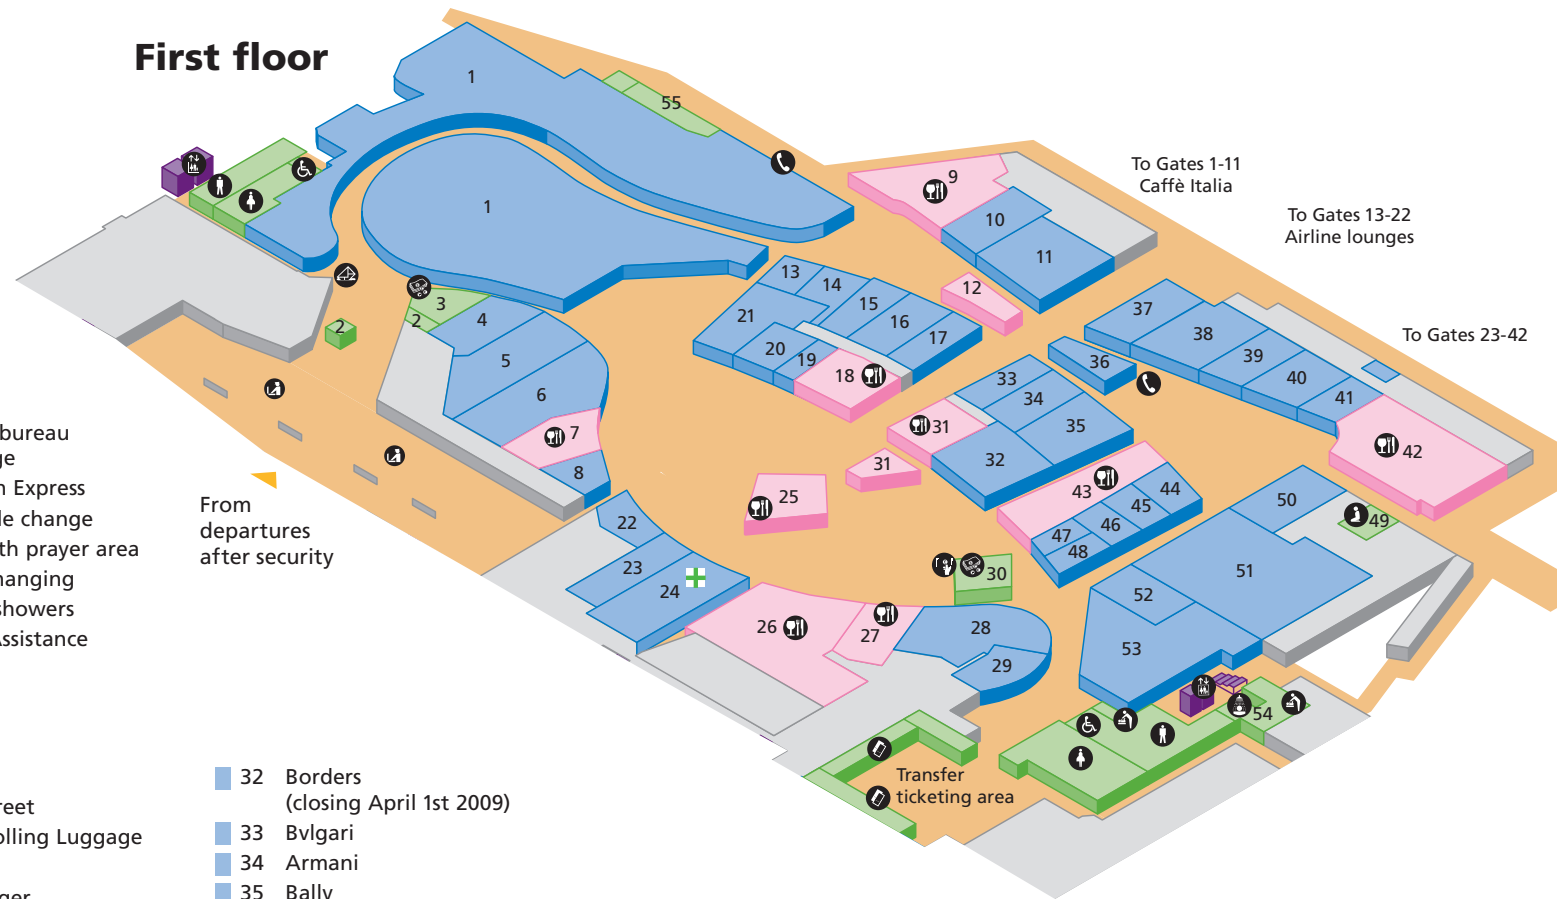 First floor
1
55
9
To Gates 1-11
Caffè Italia
To Gates 13-22
Airline lounges
To Gates 23-42
1
10
11
12
13
14
15
16
17
21
20
19
18
37
38
39
40
41
42
36
33
34
35
31
32
31
3
2
2
4
5
6
7
8
25
43
44
45
46
47
48
50
49
51
52
53
22
23
24
26
27
28
29
30
54
From
departures
after security
Transfer
ticketing area
bureau
ge
n Express
le change
th prayer area
hanging
showers
Assistance
reet
olling Luggage
ger
32 Borders
(closing April 1st 2009)
33 Bvlgari
34 Armani
35 Bally